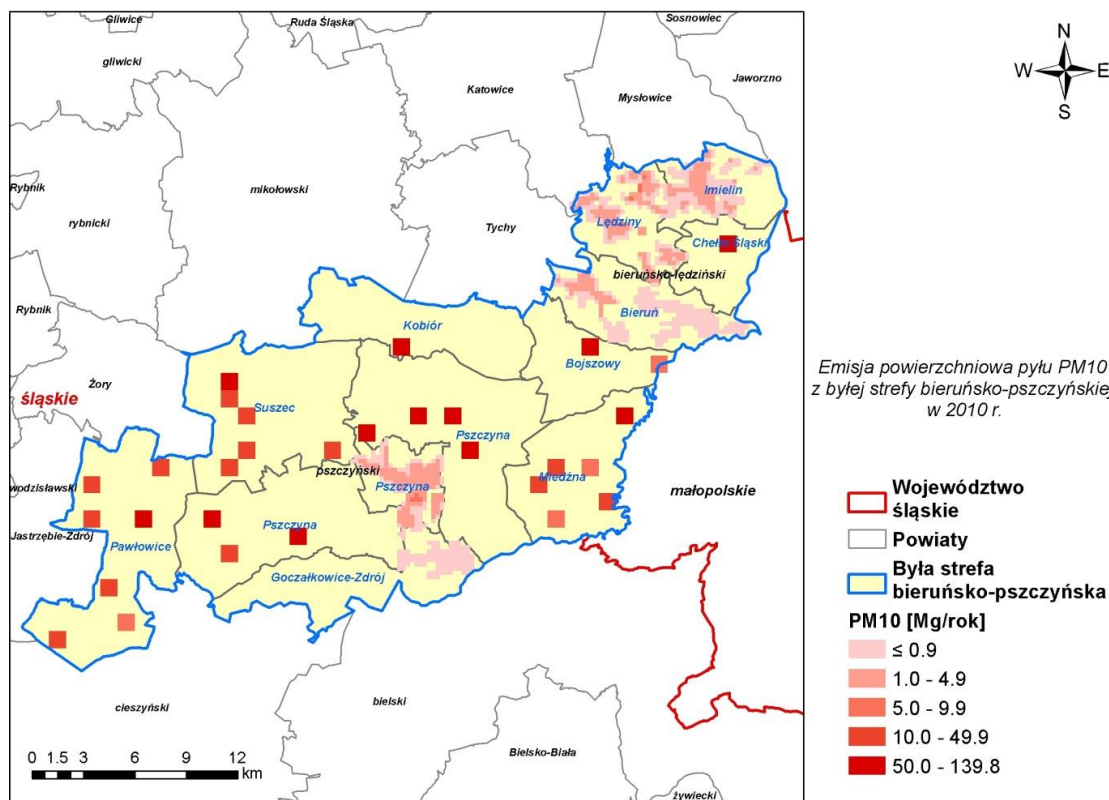 Gliwice
Ruda Śląska
Sosnowiec
gliwicki
Katowice
Mysłowice
Jaworzno
N
W
E
S
Rybnik
mikołowski
Imielin
rybnicki
Tychy
Lędziny
Chełm Śląski
bieruńsko-lędziński
Rybnik
Bieruń
Kobiór
Bojszowy
śląskie
Żory
Suszec
Pszczyna
pszczyński
Pszczyna
Miedźna
wodzisławski
małopolskie
Jastrzębie-Zdrój
Pawłowice
Pszczyna
Goczałkowice-Zdrój
cieszyński
bielski
Bielsko-Biała
żywiecki
0 1.5 3 6 9 12
km
Emisja powierzchniowa pyłu PM10
z byłej strefy bieruńsko-pszczyńskiej
w 2010 r.
Województwo
śląskie
Powiaty
Była strefa
bieruńsko-pszczyńska
PM10 [Mg/rok]
≤ 0.9
1.0 - 4.9
5.0 - 9.9
10.0 - 49.9
50.0 - 139.8